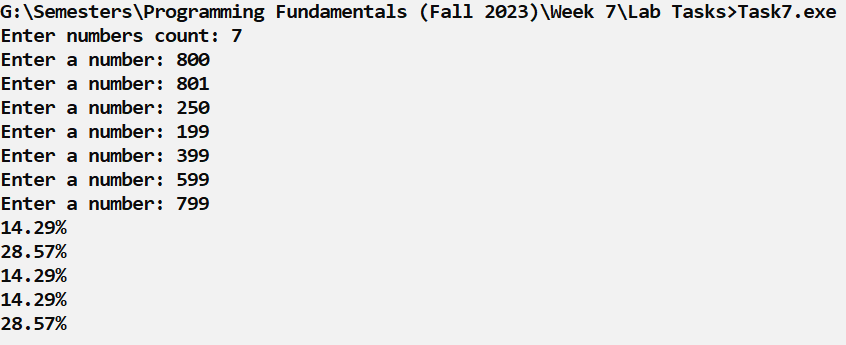 G:\Semesters\Programming Fundamentals (Fall 2023)\Week 7\Lab Tasks>Task7.exe
Enter numbers count: 7
Enter a number: 800
Enter a number: 801
Enter a number: 250
Enter a number: 199
Enter a number: 399
Enter a number: 599
Enter a number: 799
14.29%
28.57%
14.29%
14.29%
28.57%